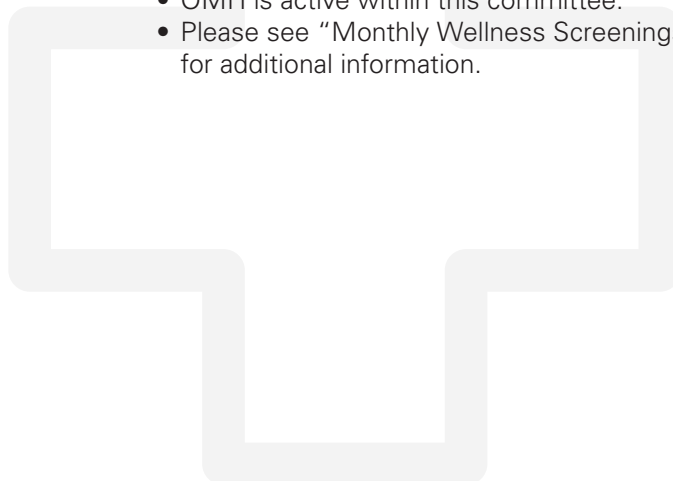 • OMH is active within this committee.
• Please see “Monthly Wellness Screening
for additional information.